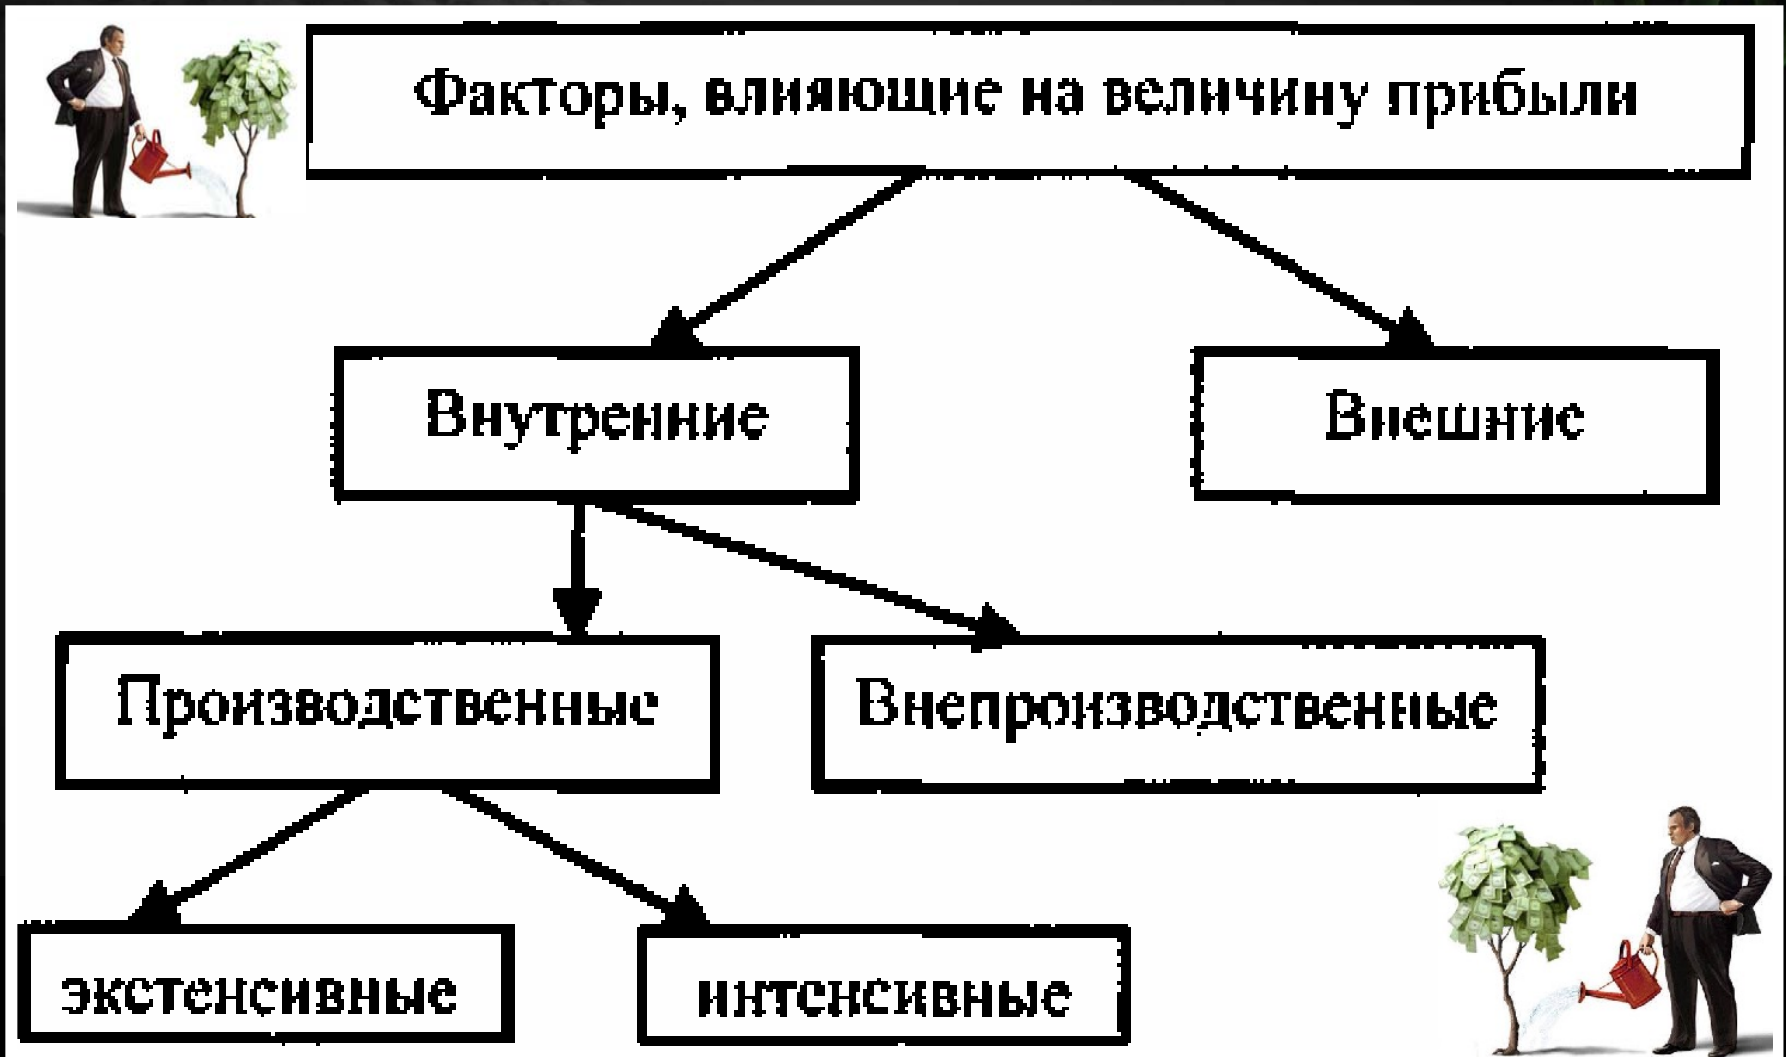 Факторы, влияющие на величину прибыли
Внутренние
Внешние
Производственные
Внепроизводственные
экстенсивные
интенсивные